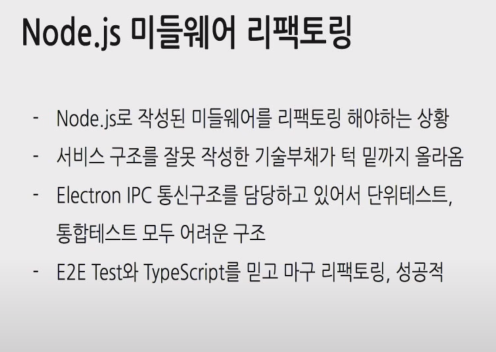 Node.js 미들웨어 리팩토링
- Node.js로 작성된 미들웨어를 리팩토링 해야하는 상황
- 서비스 구조를 잘못 작성한 기술부채가 턱 밑까지 올라옴
- Electron IPC 통신구조를 담당하고 있어서 단위테스트,
통합테스트 모두 어려운 구조
- E2E Test와 TypeScript를 믿고 마구 리팩토링, 성공적